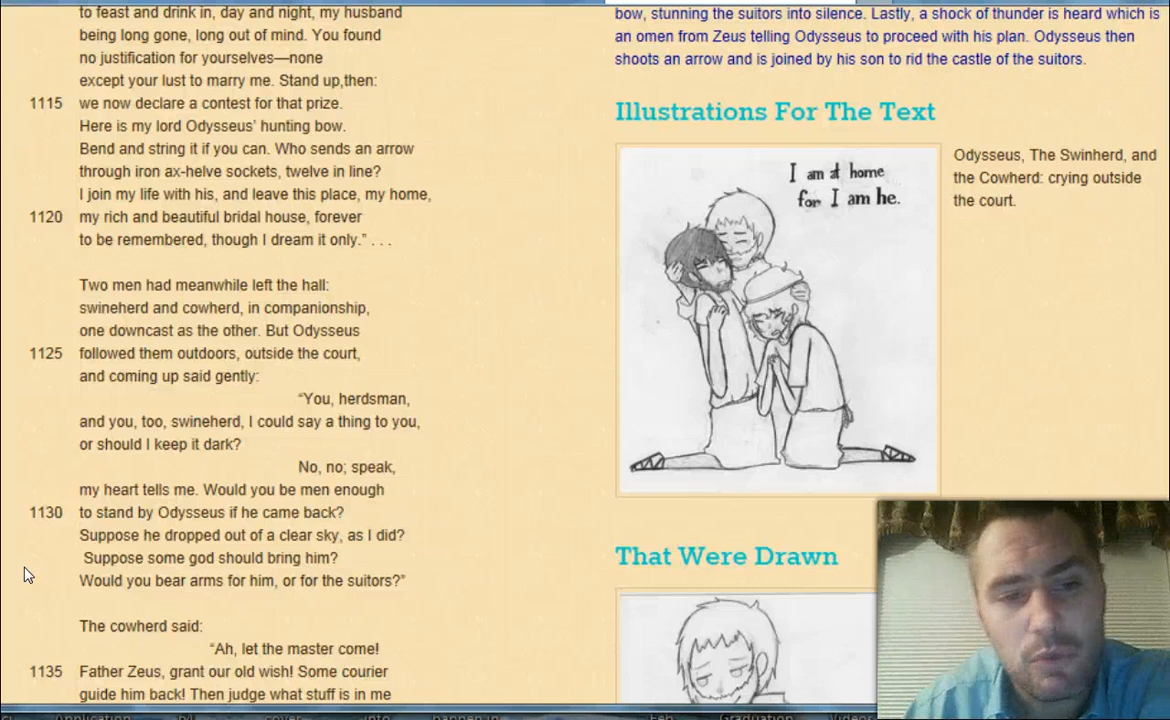 to feast and drink in, day and night, my husband
being long gone, long out of mind. You found
no justification for yourselves—none
except your lust to marry me. Stand up,then:
1115 we now declare a contest for that prize.
Here is my lord Odysseus' hunting bow.
Bend and string it if you can. Who sends an arrow
through iron ax-helve sockets, twelve in line?
I join my life with his, and leave this place, my home,
1120 my rich and beautiful bridal house, forever
to be remembered, though I dream it only.” . . .
Two men had meanwhile left the hall:
swineherd and cowherd, in companionship,
one downcast as the other. But Odysseus
1125 followed them outdoors, outside the court,
and coming up said gently:
“You, herdsman,
and you, too, swineherd, I could say a thing to you,
or should I keep it dark?
No, no; speak,
my heart tells me. Would you be men enough
1130 to stand by Odysseus if he came back?
Suppose he dropped out of a clear sky, as I did?
Suppose some god should bring him?
Would you bear arms for him, or for the suitors?”
The cowherd said:
“Ah, let the master come!
1135 Father Zeus, grant our old wish! Some courier
guide him back! Then judge what stuff is in me
bow, stunning the suitors into silence. Lastly, a shock of thunder is heard which is
an omen from Zeus telling Odysseus to proceed with his plan. Odysseus then
shoots an arrow and is joined by his son to rid the castle of the suitors.
Illustrations For The Text
I am at home
for I am he.
Odysseus, The Swinherd, and
the Cowherd: crying outside
the court.
That Were Drawn
Application cover into happen in Feb Graduation Videos